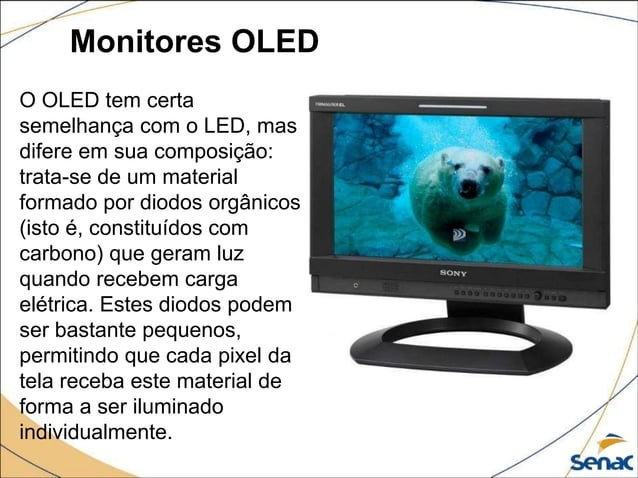 Monitores OLED
O OLED tem certa
semelhança com o LED, mas
difere em sua composição:
trata-se de um material
formado por diodos orgânicos
(isto é, constituídos com
carbono) que geram luz
quando recebem carga
elétrica. Estes diodos podem
ser bastante pequenos,
permitindo que cada pixel da
tela receba este material de
forma a ser iluminado
individualmente.
SONY
Senac